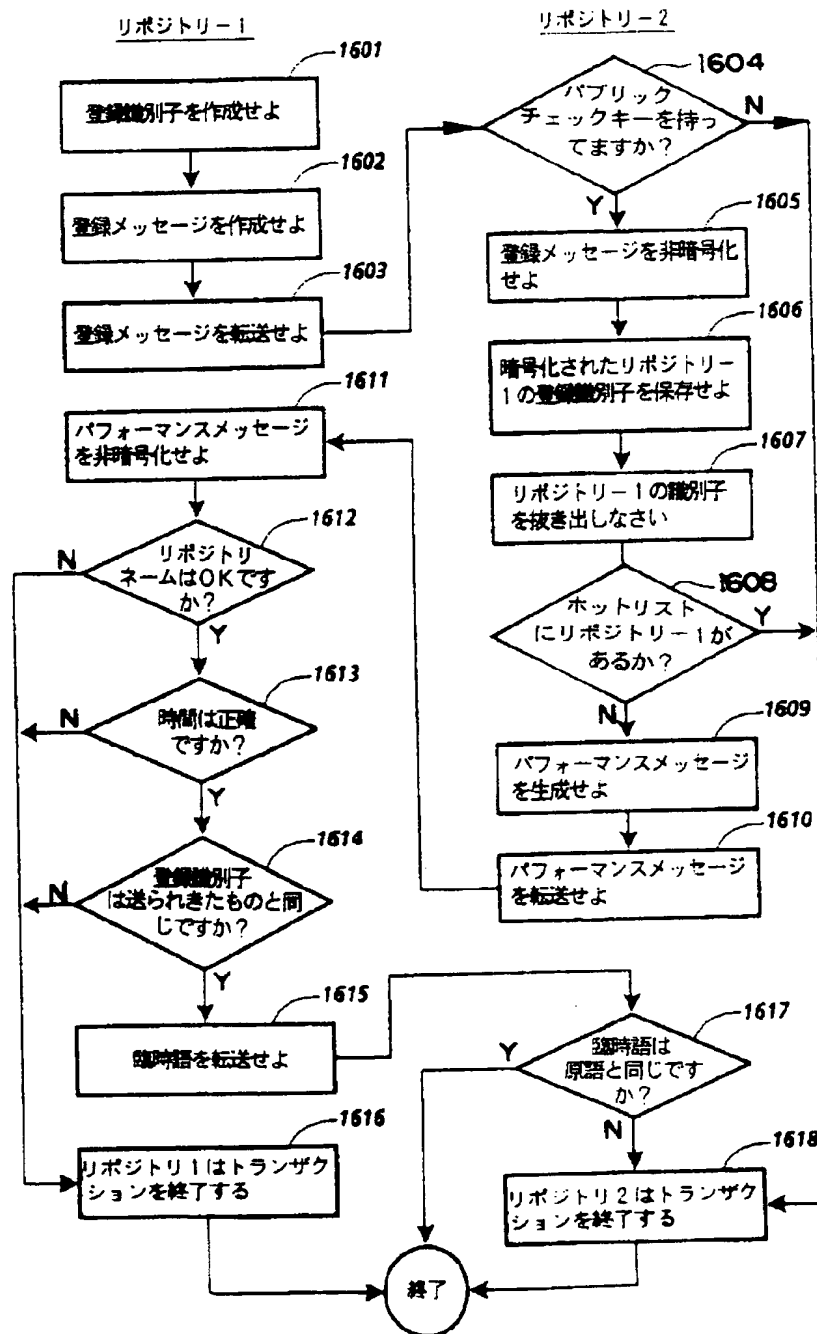 リポジトリー1
1601
登録識別子を作成せよ
1602
登録メッセージを作成せよ
1603
登録メッセージを転送せよ
1611
パフォーマンスメッセージ
を非暗号化せよ
1612
リポジトリ
ネームはOKです
か?
N
Y
1613
時間は正確
ですか?
N
Y
1614
登録識別子
は送られきたものと同
じですか?
N
Y
1615
臨時語を転送せよ
1616
リポジトリ1はトランザク
ションを終了する
リポジトリー2
1604
パブリック
チェックキーを持っ
てますか?
N
Y
1605
登録メッセージを非暗号化
せよ
1606
暗号化されたリポジトリー
1の登録識別子を保存せよ
1607
リポジトリー1の識別子
を抜き出しなさい
1608
ホットリスト
にリポジトリー1が
あるか?
Y
N
1609
パフォーマンスメッセージ
を生成せよ
1610
パフォーマンスメッセージ
を転送せよ
1617
臨時語は
原語と同じです
か?
Y
N
1618
リポジトリ2はトランザク
ションを終了する
終了